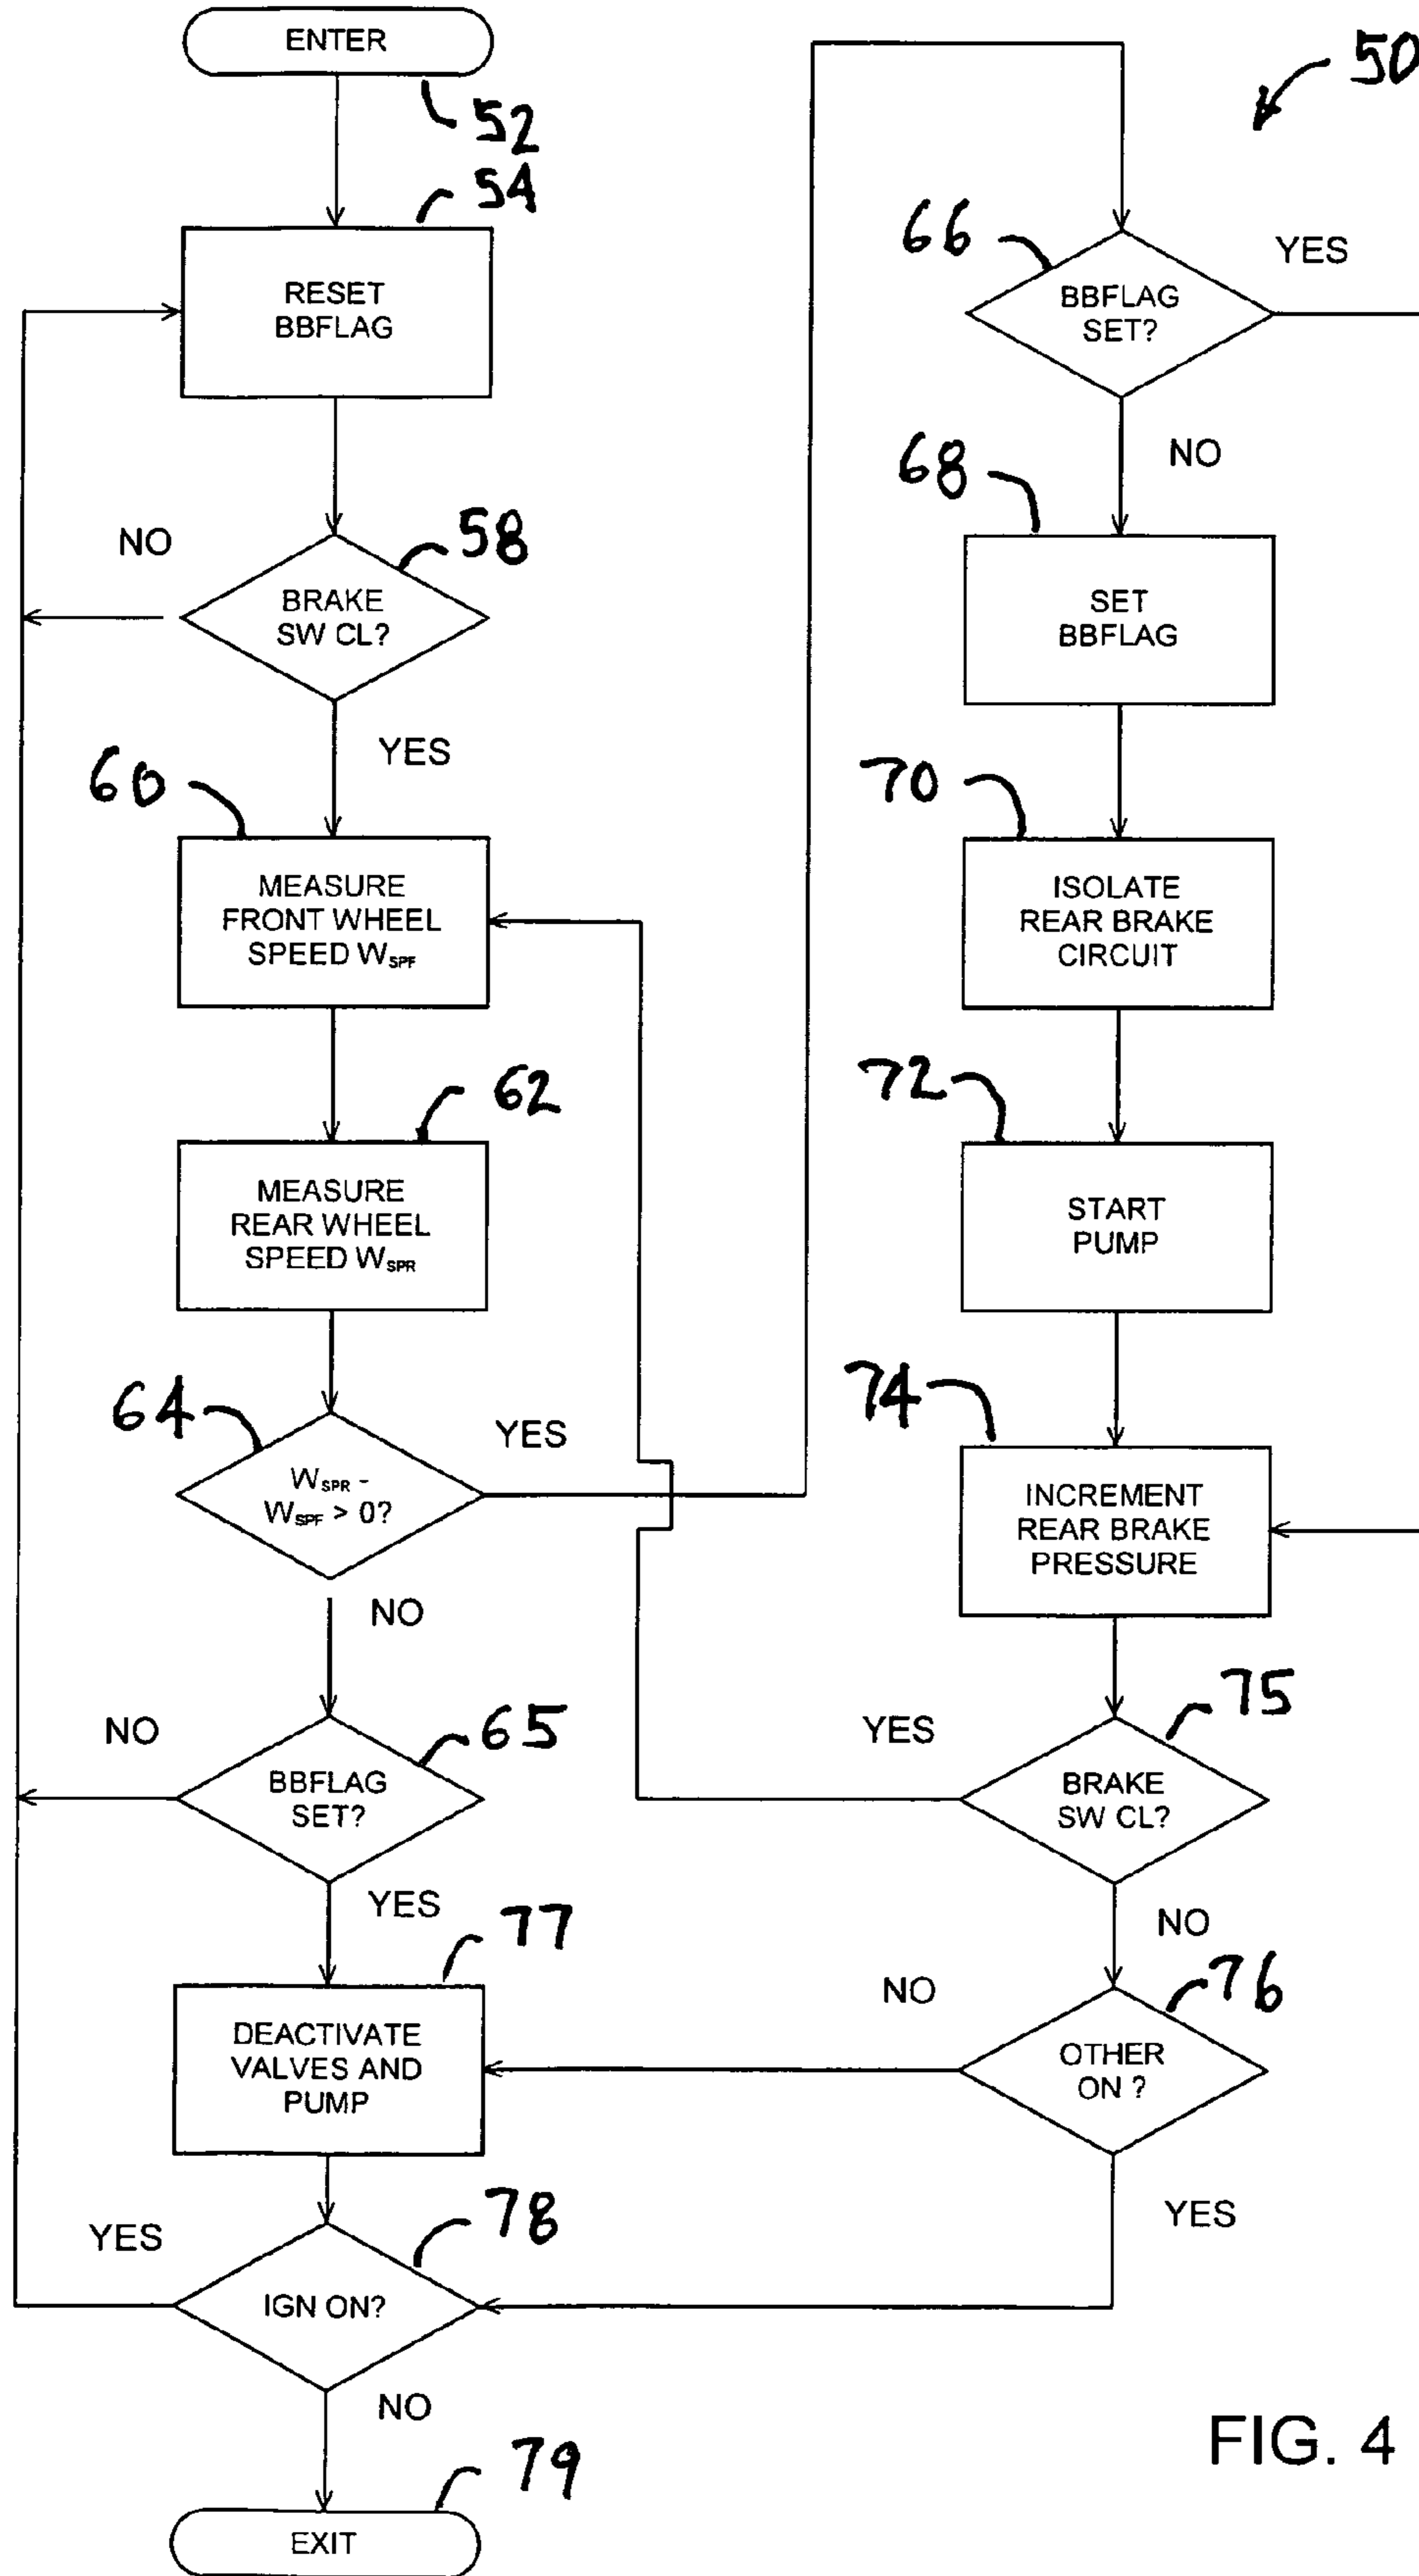 ENTER
52
54
RESET
BBFLAG
NO
58
BRAKE
SW CL?
YES
60
MEASURE
FRONT WHEEL
SPEED WSPF
62
MEASURE
REAR WHEEL
SPEED WSPR
64
YES
WSPR -
WSPF > 0?
NO
NO
65
BBFLAG
SET?
YES
77
DEACTIVATE
VALVES AND
PUMP
YES
78
IGN ON?
NO
79
EXIT
50
66
YES
BBFLAG
SET?
NO
68
SET
BBFLAG
70
ISOLATE
REAR BRAKE
CIRCUIT
72
START
PUMP
74
INCREMENT
REAR BRAKE
PRESSURE
75
YES
BRAKE
SW CL?
NO
76
NO
OTHER
ON ?
YES
FIG. 4